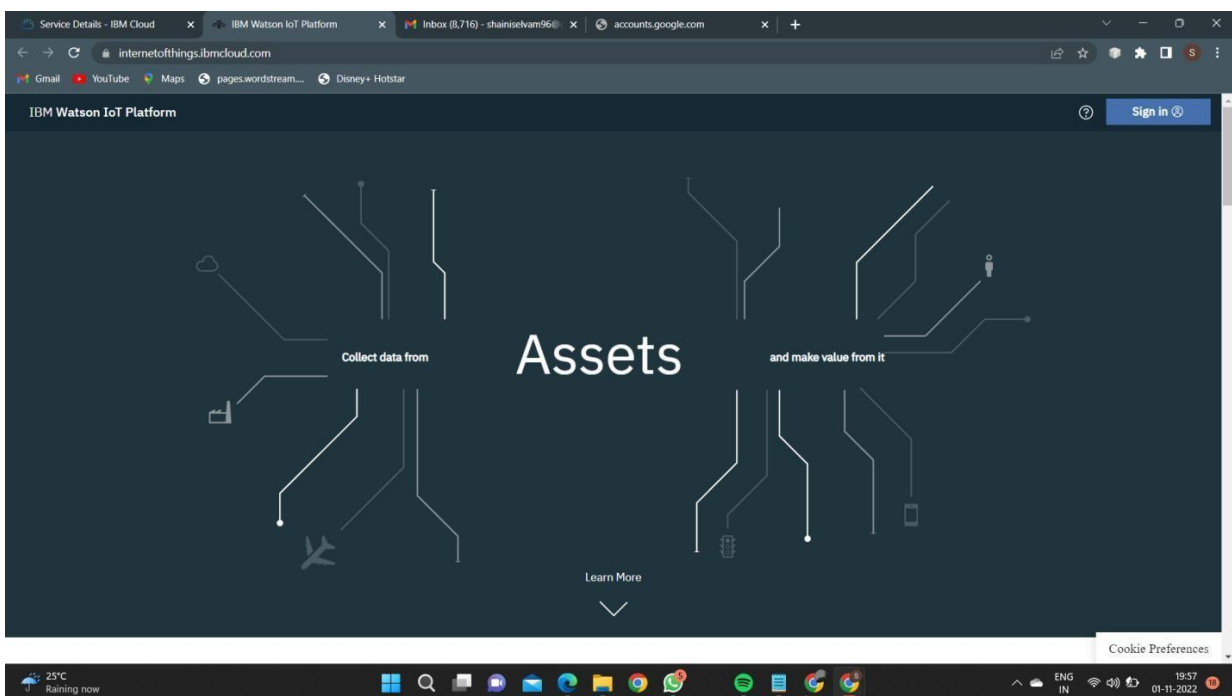 Service Details - IBM Cloud
IBM Watson IoT Platform
Inbox (8,716) - shainiselvam96@
accounts.google.com
internetofthings.ibmcloud.com
S
Gmail
YouTube
Maps
pages.wordstream....
Disney+ Hotstar
IBM Watson IoT Platform
Sign in
Collect data from
Assets
and make value from it
Learn More
Cookie Preferences
25°C
Raining now
5
S
ENG
IN
19:57
01-11-2022
18